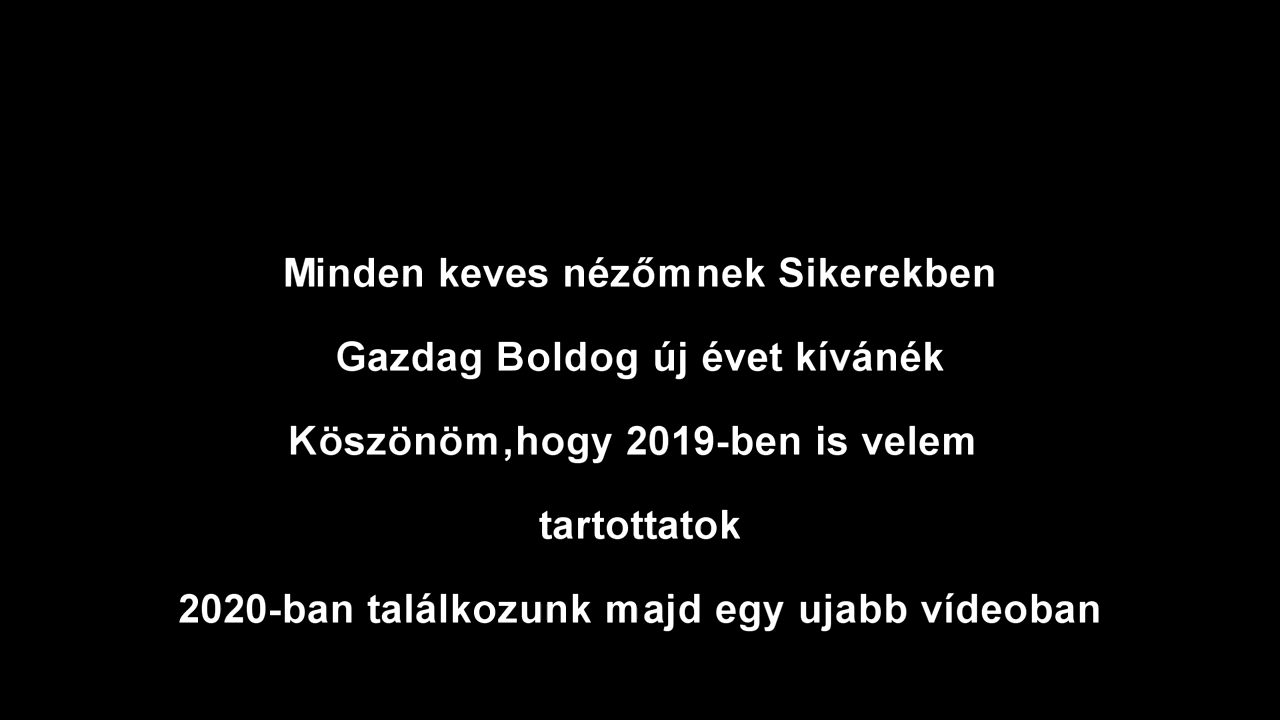 Minden keves nézőmnek Sikerekben
Gazdag Boldog új évet kívánék
Köszönöm,hogy 2019-ben is velem
tartottatok
2020-ban találkozunk majd egy ujabb vídeoban